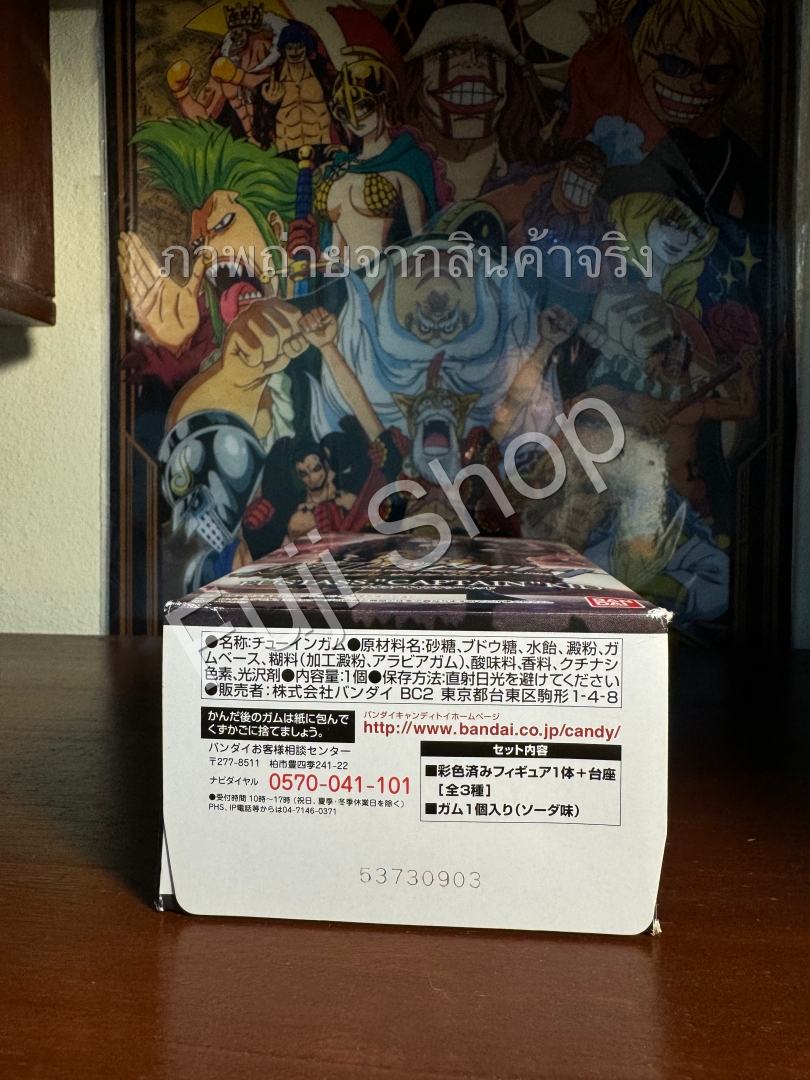 ภาพถ่ายจากสินค้าจริง
Fuji Shop
"CAPTAIN"
BANDAI
●名称:チューインガム●原材料名:砂糖、ブドウ糖、水飴、澱粉、ガ
ムベース、糊料(加工澱粉、アラビアガム)、酸味料、香料、クチナシ
色素、光沢剤●内容量:1個●保存方法:直射日光を避けてください
●販売者:株式会社バンダイ BC2 東京都台東区駒形1-4-8
かんだ後のガムは紙に包んで
くずかごに捨てましょう。
バンダイキャンディトイホームページ
http://www.bandai.co.jp/candy/
バンダイお客様相談センター
〒277-8511 柏市豊四季241-22
ナビダイヤル 0570-041-101
●受付時間 10時~17時(祝日、夏季・冬季休業日を除く)
PHS、IP電話等からは04-7146-0371
セット内容
■彩色済みフィギュア1体+台座
[全3種]
■ガム1個入り(ソーダ味)
53730903